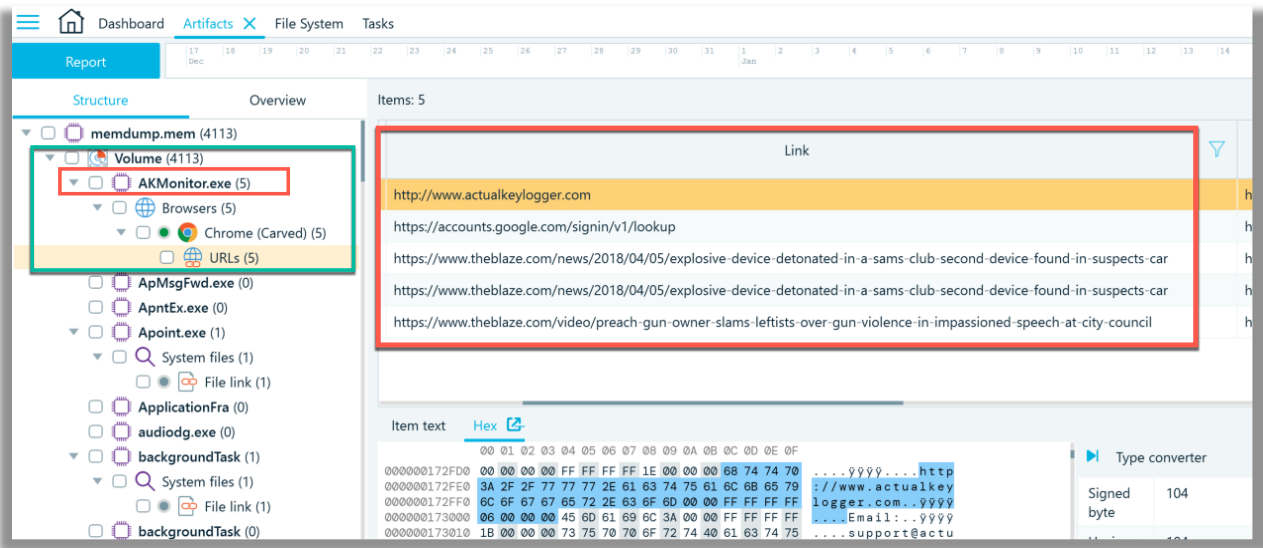 Dashboard Artifacts File System Tasks
Report
17 18 19 20 21 22 23 24 25 26 27 28 29 30 31 1 2 3 4 5 6 7 8 9 10 11 12 13 14
Dec Jan
Structure Overview
Items: 5
memdump.mem (4113)
Volume (4113)
AKMonitor.exe (5)
Browsers (5)
Chrome (Carved) (5)
URLs (5)
ApMsgFwd.exe (0)
ApntEx.exe (0)
Apoint.exe (1)
System files (1)
File link (1)
ApplicationFra (0)
audiodg.exe (0)
backgroundTask (1)
System files (1)
File link (1)
backgroundTask (0)
Link
http://www.actualkeylogger.com h
https://accounts.google.com/signin/v1/lookup h
https://www.theblaze.com/news/2018/04/05/explosive-device-detonated-in-a-sams-club-second-device-found-in-suspects-car h
https://www.theblaze.com/news/2018/04/05/explosive-device-detonated-in-a-sams-club-second-device-found-in-suspects-car h
https://www.theblaze.com/video/preach-gun-owner-slams-leftists-over-gun-violence-in-impassioned-speech-at-city-council h
Item text Hex
00 01 02 03 04 05 06 07 08 09 0A 0B 0C 0D 0E 0F
000000172FD0 00 00 00 00 FF FF FF FF 1E 00 00 00 68 74 74 70 ....ÿÿÿÿ....http
000000172FE0 3A 2F 2F 77 77 77 2E 61 63 74 75 61 6C 6B 65 79 ://www.actualkey
000000172FF0 6C 6F 67 67 65 72 2E 63 6F 6D 00 00 FF FF FF FF logger.com..ÿÿÿÿ
000000173000 06 00 00 00 45 6D 61 69 6C 3A 00 00 FF FF FF FF ....Email:..ÿÿÿÿ
000000173010 1B 00 00 00 73 75 70 70 6F 72 74 40 61 63 74 75 ....support@actu
Type converter
Signed byte 104